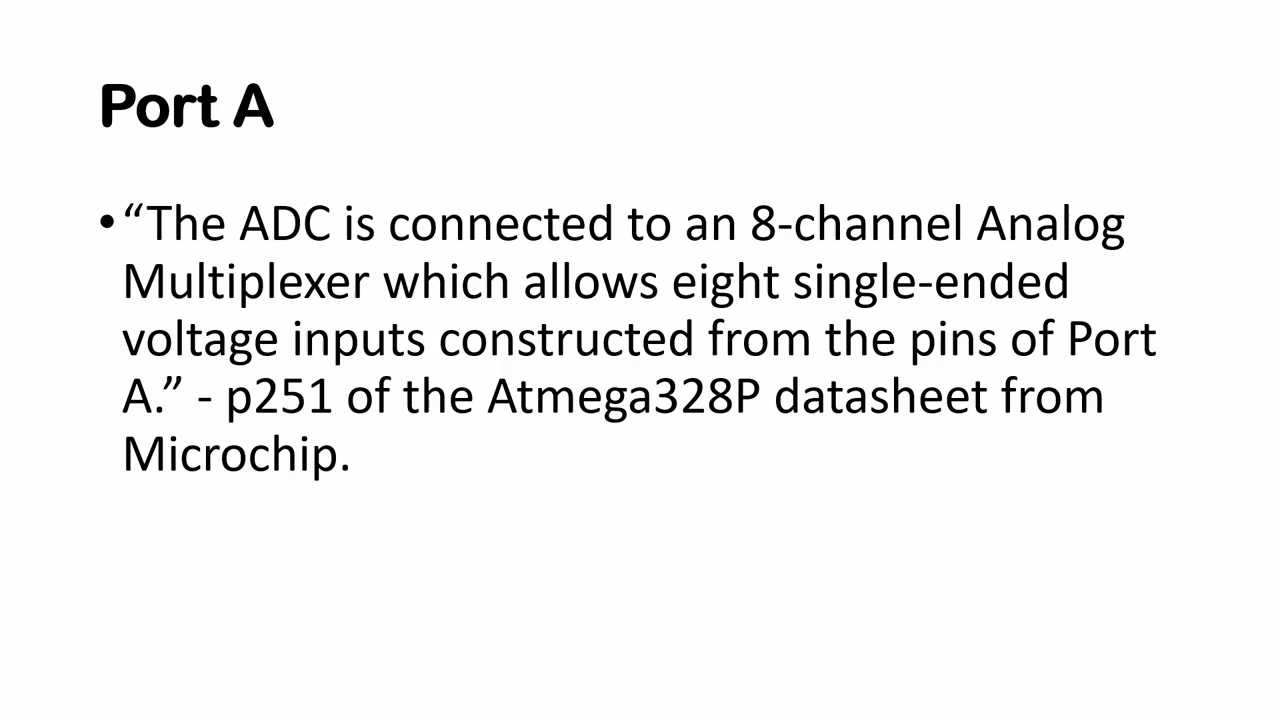 Port A
• “The ADC is connected to an 8-channel Analog
Multiplexer which allows eight single-ended
voltage inputs constructed from the pins of Port
A.” - p251 of the Atmega328P datasheet from
Microchip.